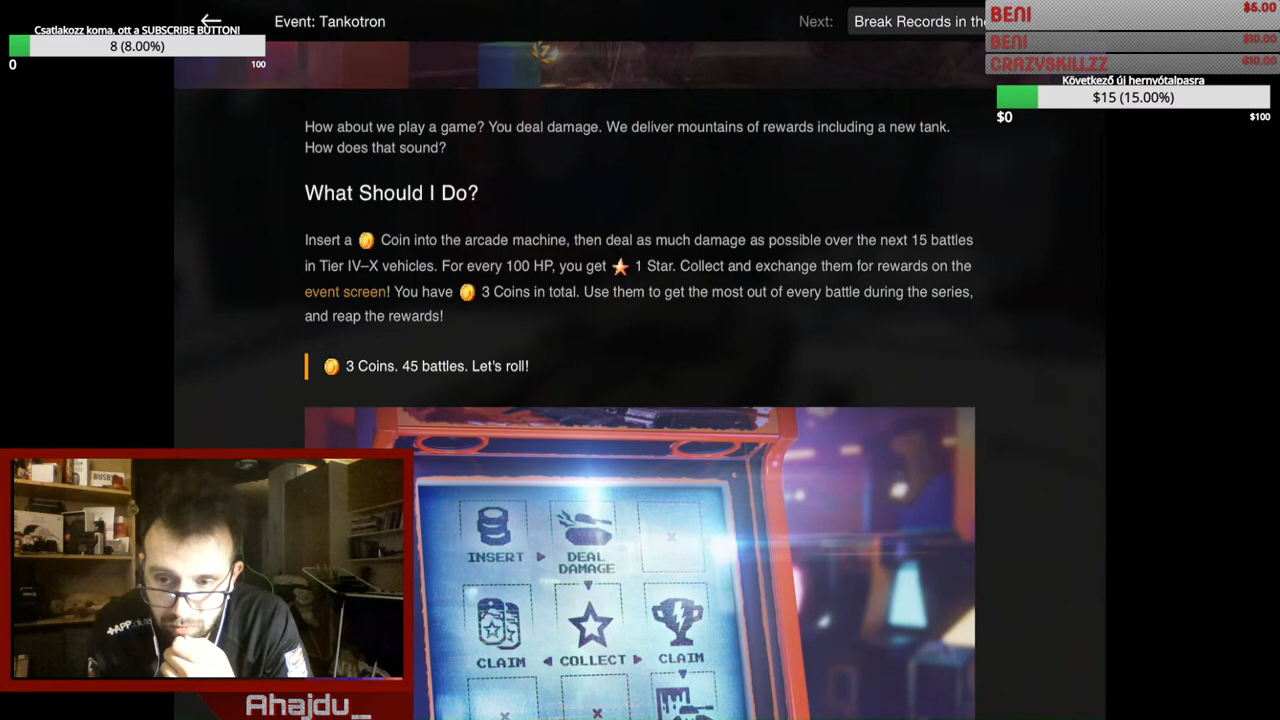 Event: Tankotron
Next:
Break Records in the
Csatlakozz koma, ott a SUBSCRIBE BUTTON!
8 (8.00%)
0
100
BENI
$5.00
BENI
$10.00
CRAZYSKILLZZ
$10.00
Következő új hernyótalpasra
$15 (15.00%)
$0
$100
How about we play a game? You deal damage. We deliver mountains of rewards including a new tank.
How does that sound?
What Should I Do?
Insert a Coin into the arcade machine, then deal as much damage as possible over the next 15 battles
in Tier IV–X vehicles. For every 100 HP, you get 1 Star. Collect and exchange them for rewards on the
event screen! You have 3 Coins in total. Use them to get the most out of every battle during the series,
and reap the rewards!
3 Coins. 45 battles. Let's roll!
INSERT
DEAL
DAMAGE
CLAIM
COLLECT
CLAIM
Ahajdu_